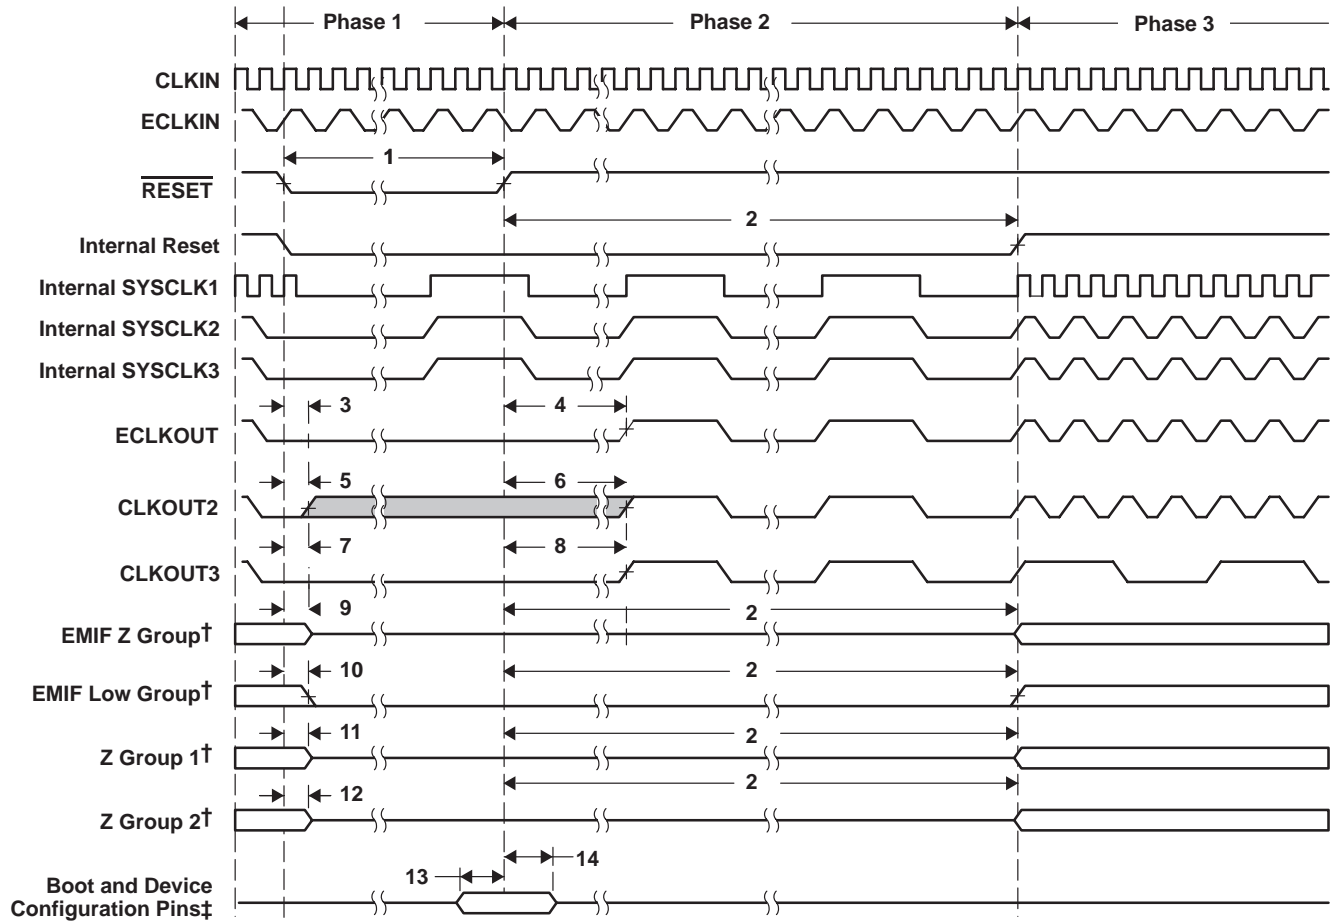 Phase 1 Phase 2 Phase 3
CLKIN
ECLKIN
1
RESET
2
Internal Reset
Internal SYSCLK1
Internal SYSCLK2
Internal SYSCLK3
3 4
ECLKOUT
5 6
CLKOUT2
7 8
CLKOUT3
9 2
EMIF Z Group†
10 2
EMIF Low Group†
11 2
Z Group 1†
2
12
Z Group 2†
14
13
Boot and Device
Configuration Pins‡